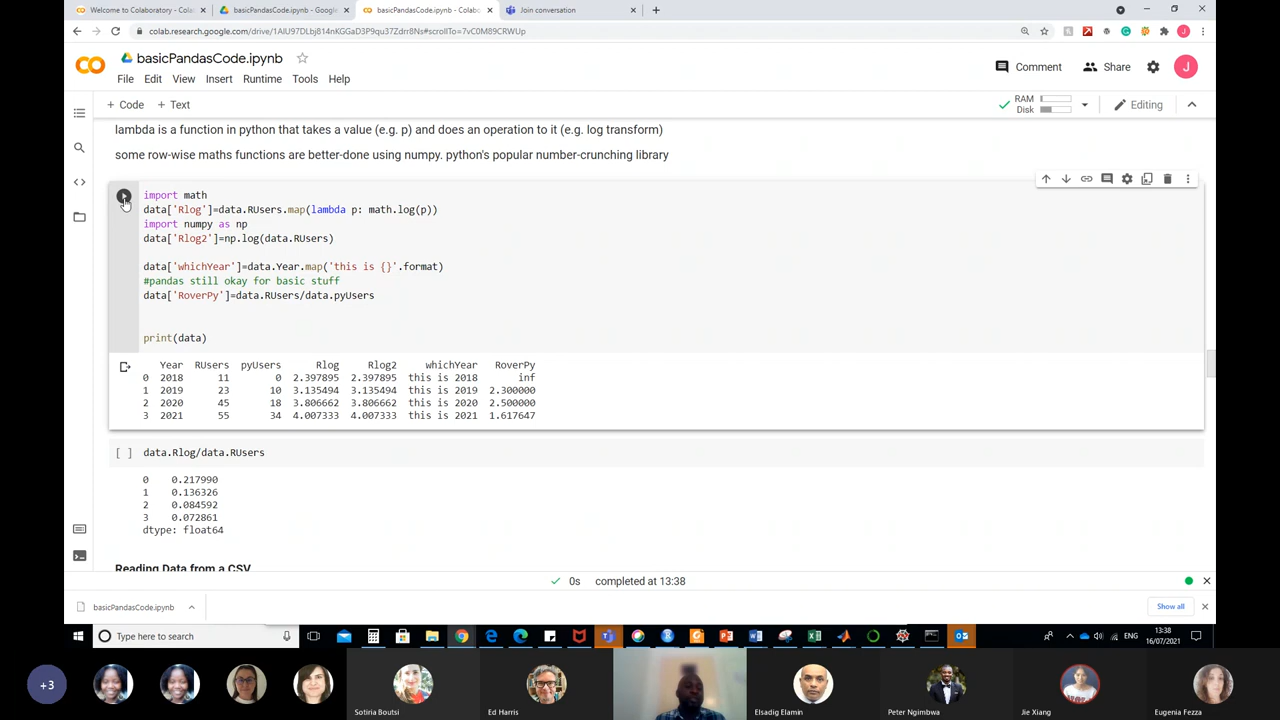 Welcome to Colaboratory - Colab
basicPandasCode.ipynb - Google
basicPandasCode.ipynb - Colabo
Join conversation
colab.research.google.com/drive/1AIU97DLbj814nKGGaD3P9qu37Zdrr8Ns#scrollTo=7vC0M89CRWUp
basicPandasCode.ipynb
Comment
Share
J
File Edit View Insert Runtime Tools Help
+ Code + Text
RAM
Disk
Editing
lambda is a function in python that takes a value (e.g. p) and does an operation to it (e.g. log transform)
some row-wise maths functions are better-done using numpy. python's popular number-crunching library
import math
data['Rlog']=data.RUsers.map(lambda p: math.log(p))
import numpy as np
data['Rlog2']=np.log(data.RUsers)
data['whichYear']=data.Year.map('this is {}'.format)
#pandas still okay for basic stuff
data['RoverPy']=data.RUsers/data.pyUsers
print(data)
Year RUsers pyUsers Rlog Rlog2 whichYear RoverPy
0 2018 11 0 2.397895 2.397895 this is 2018 inf
1 2019 23 10 3.135494 3.135494 this is 2019 2.300000
2 2020 45 18 3.806662 3.806662 this is 2020 2.500000
3 2021 55 34 4.007333 4.007333 this is 2021 1.617647
[ ] data.Rlog/data.RUsers
0 0.217990
1 0.136326
2 0.084592
3 0.072861
dtype: float64
Reading Data from a CSV
0s completed at 13:38
basicPandasCode.ipynb
Show all
Type here to search
ENG
13:38
16/07/2021
+3
Sotiria Boutsi
Ed Harris
Elsadig Elamin
Peter Ngimbwa
Jie Xiang
Eugenia Fezza